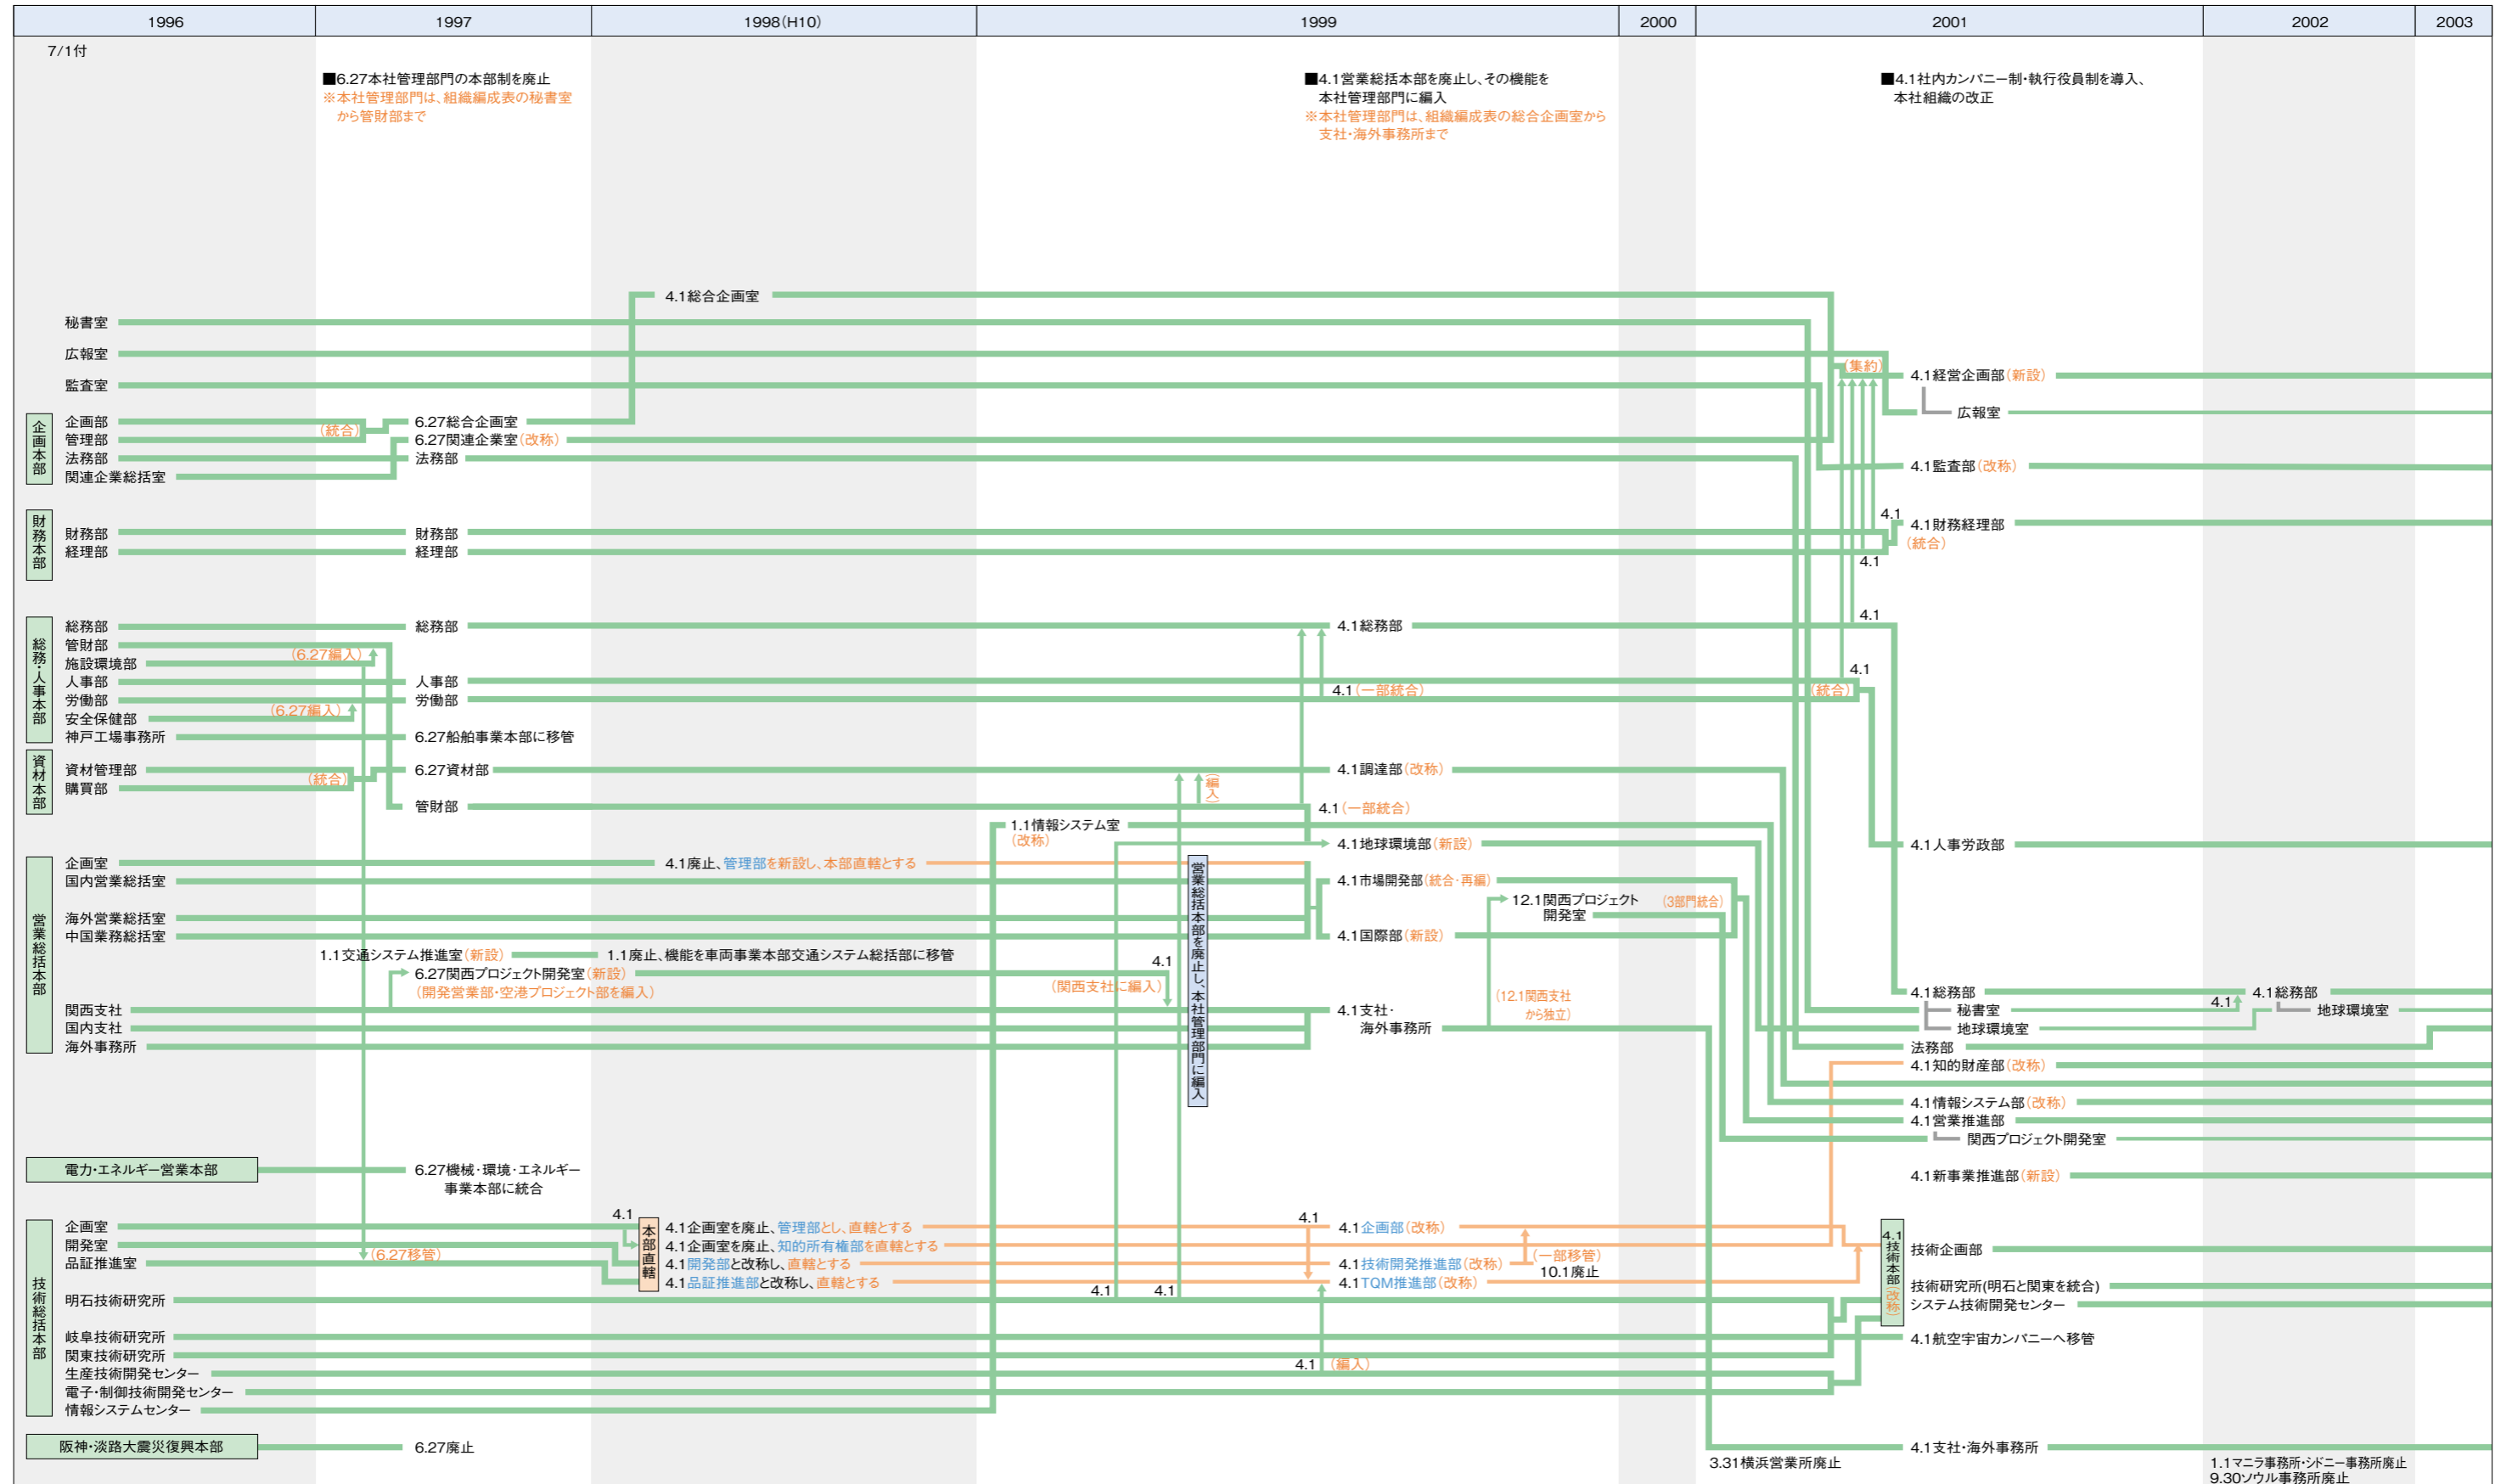 1996
1997
1998(H10)
1999
2000
2001
2002
2003
7/1付
■6.27本社管理部門の本部制を廃止
※本社管理部門は、組織編成表の秘書室
から管財部まで
■4.1営業総括本部を廃止し、その機能を
本社管理部門に編入
※本社管理部門は、組織編成表の総合企画室から
支社・海外事務所まで
■4.1社内カンパニー制・執行役員制を導入、
本社組織の改正
4.1総合企画室
秘書室
広報室
監査室
(集約)
4.1経営企画部(新設)
広報室
企画本部
企画部
管理部
法務部
関連企業総括室
(統合)
6.27総合企画室
6.27関連企業室(改称)
法務部
4.1監査部(改称)
財務本部
財務部
経理部
財務部
経理部
4.1
4.1財務経理部
(統合)
4.1
総務・人事本部
総務部
管財部
施設環境部
人事部
労働部
安全保健部
神戸工場事務所
(6.27編入)
(6.27編入)
総務部
人事部
労働部
6.27船舶事業本部に移管
4.1総務部
4.1(一部統合)
4.1
4.1
(統合)
資材本部
資材管理部
購買部
(統合)
6.27資材部
管財部
(編入)
4.1調達部(改称)
4.1(一部統合)
1.1情報システム室
(改称)
4.1地球環境部(新設)
4.1人事労政部
営業総括本部
企画室
国内営業総括室
海外営業総括室
中国業務総括室
関西支社
国内支社
海外事務所
4.1廃止、管理部を新設し、本部直轄とする
1.1交通システム推進室(新設)
1.1廃止、機能を車両事業本部交通システム総括部に移管
6.27関西プロジェクト開発室(新設)
(開発営業部・空港プロジェクト部を編入)
4.1
(関西支社に編入)
営業総括本部を廃止し、本社管理部門に編入
4.1市場開発部(統合・再編)
4.1国際部(新設)
12.1関西プロジェクト
開発室
(3部門統合)
4.1支社・
海外事務所
(12.1関西支社
から独立)
4.1総務部
秘書室
地球環境室
4.1
4.1総務部
地球環境室
法務部
4.1知的財産部(改称)
4.1情報システム部(改称)
4.1営業推進部
関西プロジェクト開発室
4.1新事業推進部(新設)
電力・エネルギー営業本部
6.27機械・環境・エネルギー
事業本部に統合
技術総括本部
企画室
開発室
品証推進室
明石技術研究所
岐阜技術研究所
関東技術研究所
生産技術開発センター
電子・制御技術開発センター
情報システムセンター
(6.27移管)
4.1
本部直轄
4.1企画室を廃止、管理部とし、直轄とする
4.1企画室を廃止、知的所有権部を直轄とする
4.1開発部と改称し、直轄とする
4.1品証推進部と改称し、直轄とする
4.1
4.1
4.1
4.1企画部(改称)
4.1技術開発推進部(改称)
4.1TQM推進部(改称)
(一部移管)
10.1廃止
4.1
(編入)
4.1技術本部(改称)
技術企画部
技術研究所(明石と関東を統合)
システム技術開発センター
4.1航空宇宙カンパニーへ移管
阪神・淡路大震災復興本部
6.27廃止
3.31横浜営業所廃止
4.1支社・海外事務所
1.1マニラ事務所・シドニー事務所廃止
9.30ソウル事務所廃止